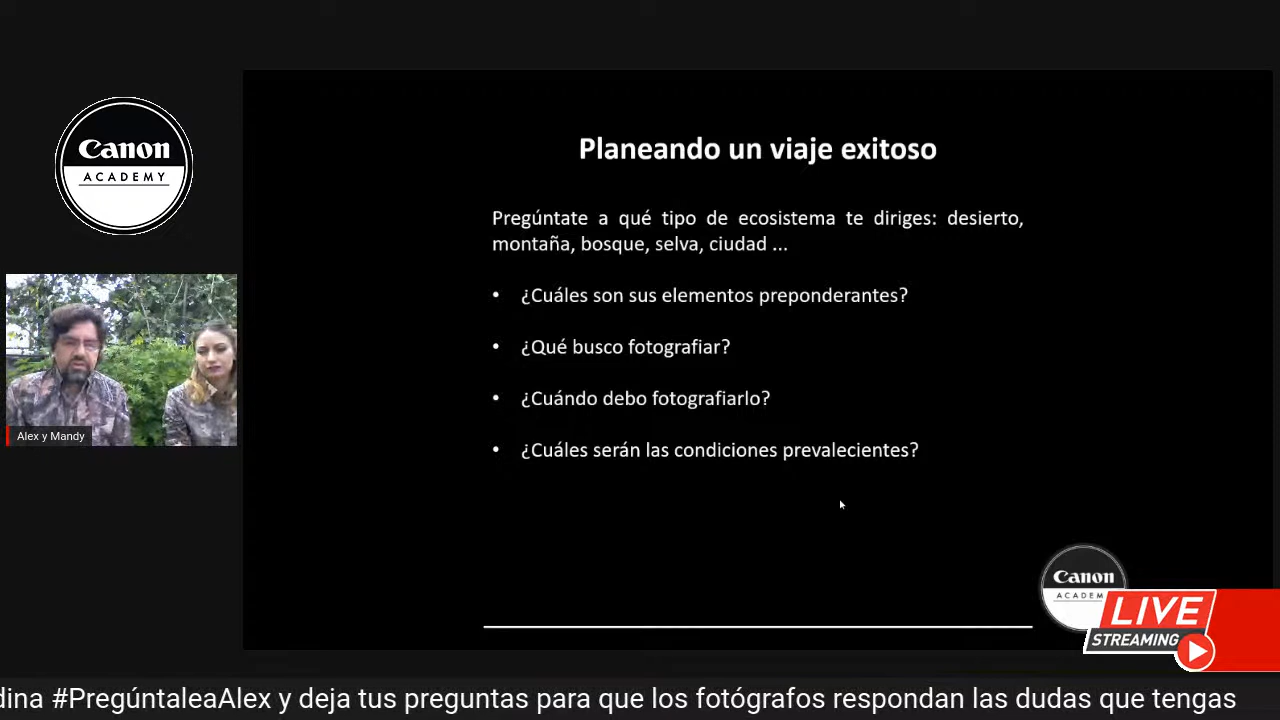 Canon
ACADEMY
Planeando un viaje exitoso
Pregúntate a qué tipo de ecosistema te diriges: desierto,
montaña, bosque, selva, ciudad ...
• ¿Cuáles son sus elementos preponderantes?
• ¿Qué busco fotografiar?
• ¿Cuándo debo fotografiarlo?
• ¿Cuáles serán las condiciones prevalecientes?
Alex y Mandy
Canon
ACADEM
LIVE
STREAMING
dina #PregúntaleaAlex y deja tus preguntas para que los fotógrafos respondan las dudas que tengas